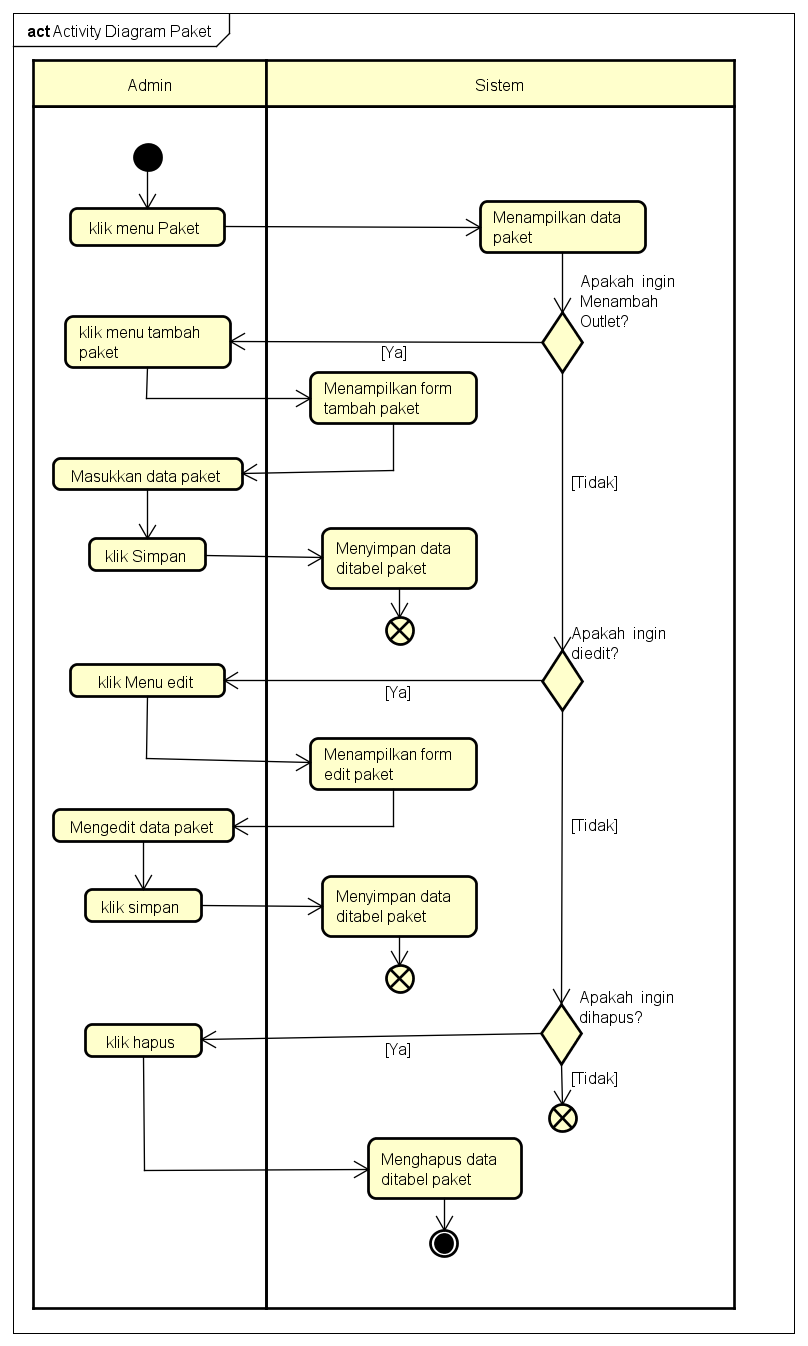 act Activity Diagram Paket
Admin
Sistem
klik menu Paket
Menampilkan data
paket
Apakah ingin
Menambah
Outlet?
klik menu tambah
paket
[Ya]
Menampilkan form
tambah paket
Masukkan data paket
[Tidak]
klik Simpan
Menyimpan data
ditabel paket
Apakah ingin
diedit?
klik Menu edit
[Ya]
Menampilkan form
edit paket
Mengedit data paket
[Tidak]
klik simpan
Menyimpan data
ditabel paket
Apakah ingin
dihapus?
klik hapus
[Ya]
[Tidak]
Menghapus data
ditabel paket